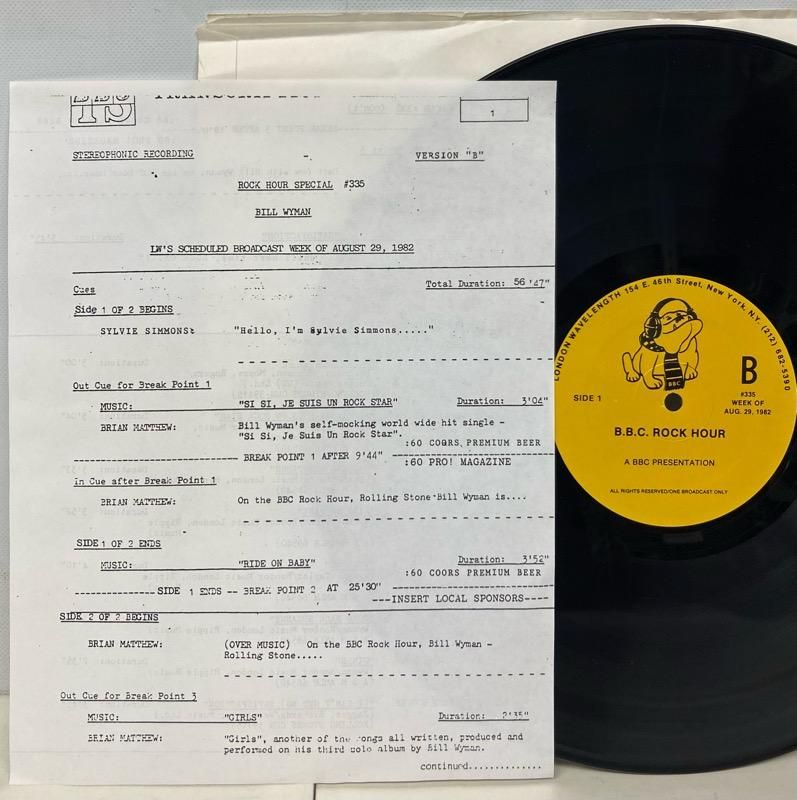 TS
1
STEREOPHONIC RECORDING
VERSION "B"
ROCK HOUR SPECIAL #335
BILL WYMAN
LW'S SCHEDULED BROADCAST WEEK OF AUGUST 29, 1982
Cues
Total Duration: 56'47"
Side 1 OF 2 BEGINS
SYLVIE SIMMONS: "Hello, I'm Sylvie Simmons....."
Out Cue for Break Point 1
MUSIC: "SI SI, JE SUIS UN ROCK STAR" Duration: 3'04"
BRIAN MATTHEW: Bill Wyman's self-mocking world wide hit single -
"Si Si, Je Suis Un Rock Star".
:60 COORS PREMIUM BEER
BREAK POINT 1 AFTER 9'44"
:60 PRO! MAGAZINE
In Cue after Break Point 1
BRIAN MATTHEW: On the BBC Rock Hour, Rolling Stone Bill Wyman is....
SIDE 1 OF 2 ENDS
MUSIC: "RIDE ON BABY" Duration: 3'52"
:60 COORS PREMIUM BEER
SIDE 1 ENDS -- BREAK POINT 2 AT 25'30"
---INSERT LOCAL SPONSORS----
SIDE 2 OF 2 BEGINS
BRIAN MATTHEW: (OVER MUSIC) On the BBC Rock Hour, Bill Wyman -
Rolling Stone.....
Out Cue for Break Point 3
MUSIC: "GIRLS" Duration: 2'35"
BRIAN MATTHEW: "Girls", another of the songs all written, produced and
performed on his third solo album by Bill Wyman.
continued..............
LONDON WAVELENGTH 154 E. 46th Street, New York, N.Y. (212) 682-5390
BBC
SIDE 1
B
#335
WEEK OF
AUG. 29, 1982
B.B.C. ROCK HOUR
A BBC PRESENTATION
ALL RIGHTS RESERVED/ONE BROADCAST ONLY